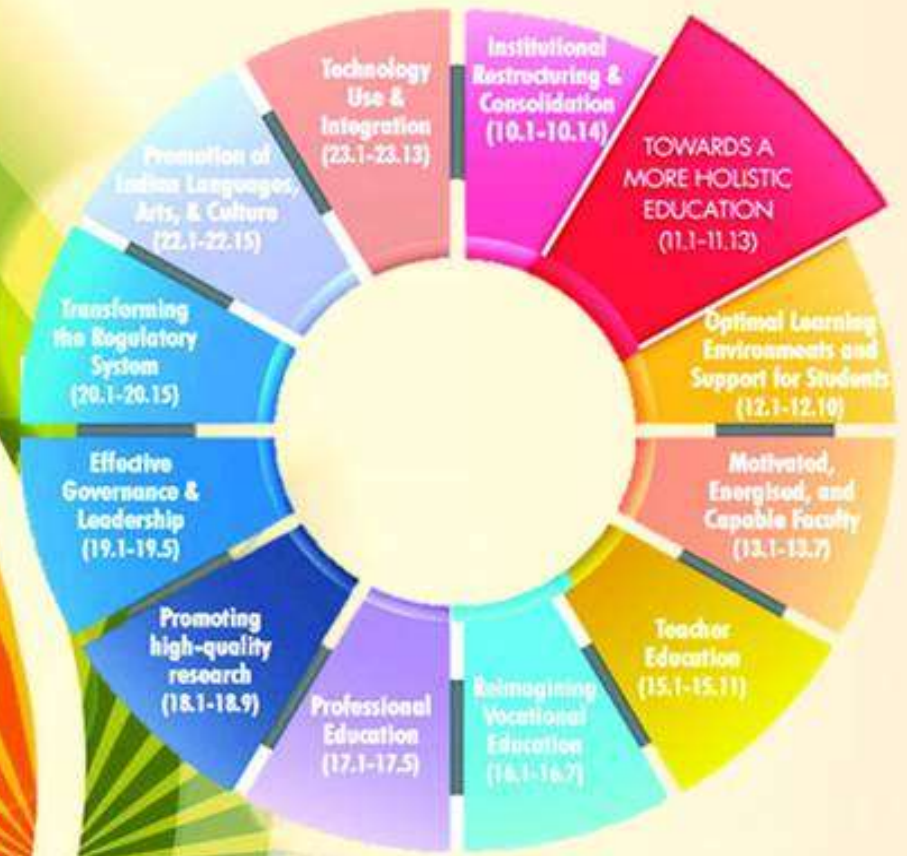 Institutional
Restructuring &
Consolidation
(10.1-10.14)
TOWARDS A
MORE HOLISTIC
EDUCATION
(11.1-11.13)
Optimal Learning
Environments and
Support for Students
(12.1-12.10)
Motivated,
Energised, and
Capable Faculty
(13.1-13.7)
Teacher
Education
(15.1-15.11)
Reimagining
Vocational
Education
(16.1-16.7)
Professional
Education
(17.1-17.5)
Promoting
high-quality
research
(18.1-18.9)
Effective
Governance &
Leadership
(19.1-19.5)
Transforming
the Regulatory
System
(20.1-20.15)
Promotion of
Indian Languages,
Arts, & Culture
(22.1-22.15)
Technology
Use &
Integration
(23.1-23.13)